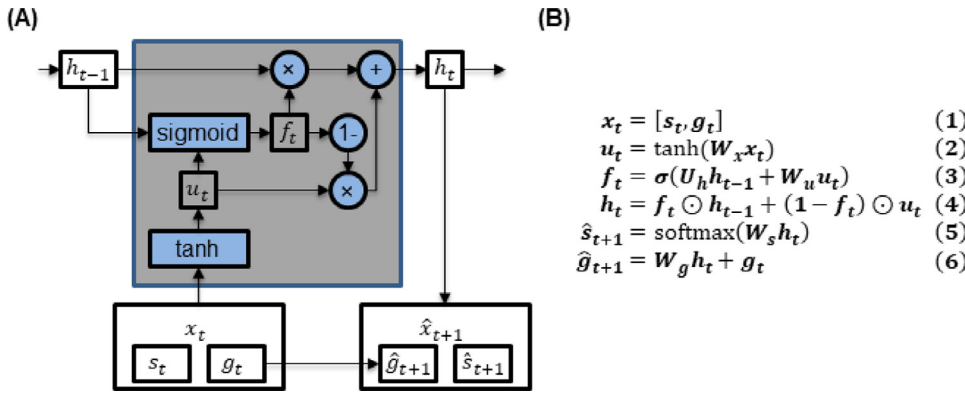 (A)
h_{t−1}
×
+
h_t
sigmoid
f_t
1-
u_t
×
tanh
x_t
s_t
g_t
x̂_{t+1}
ĝ_{t+1}
ŝ_{t+1}
(B)
x_t = [s_t, g_t] (1)
u_t = tanh(W_x x_t) (2)
f_t = σ(U_h h_{t−1} + W_u u_t) (3)
h_t = f_t ⊙ h_{t−1} + (1 − f_t) ⊙ u_t (4)
ŝ_{t+1} = softmax(W_s h_t) (5)
ĝ_{t+1} = W_g h_t + g_t (6)